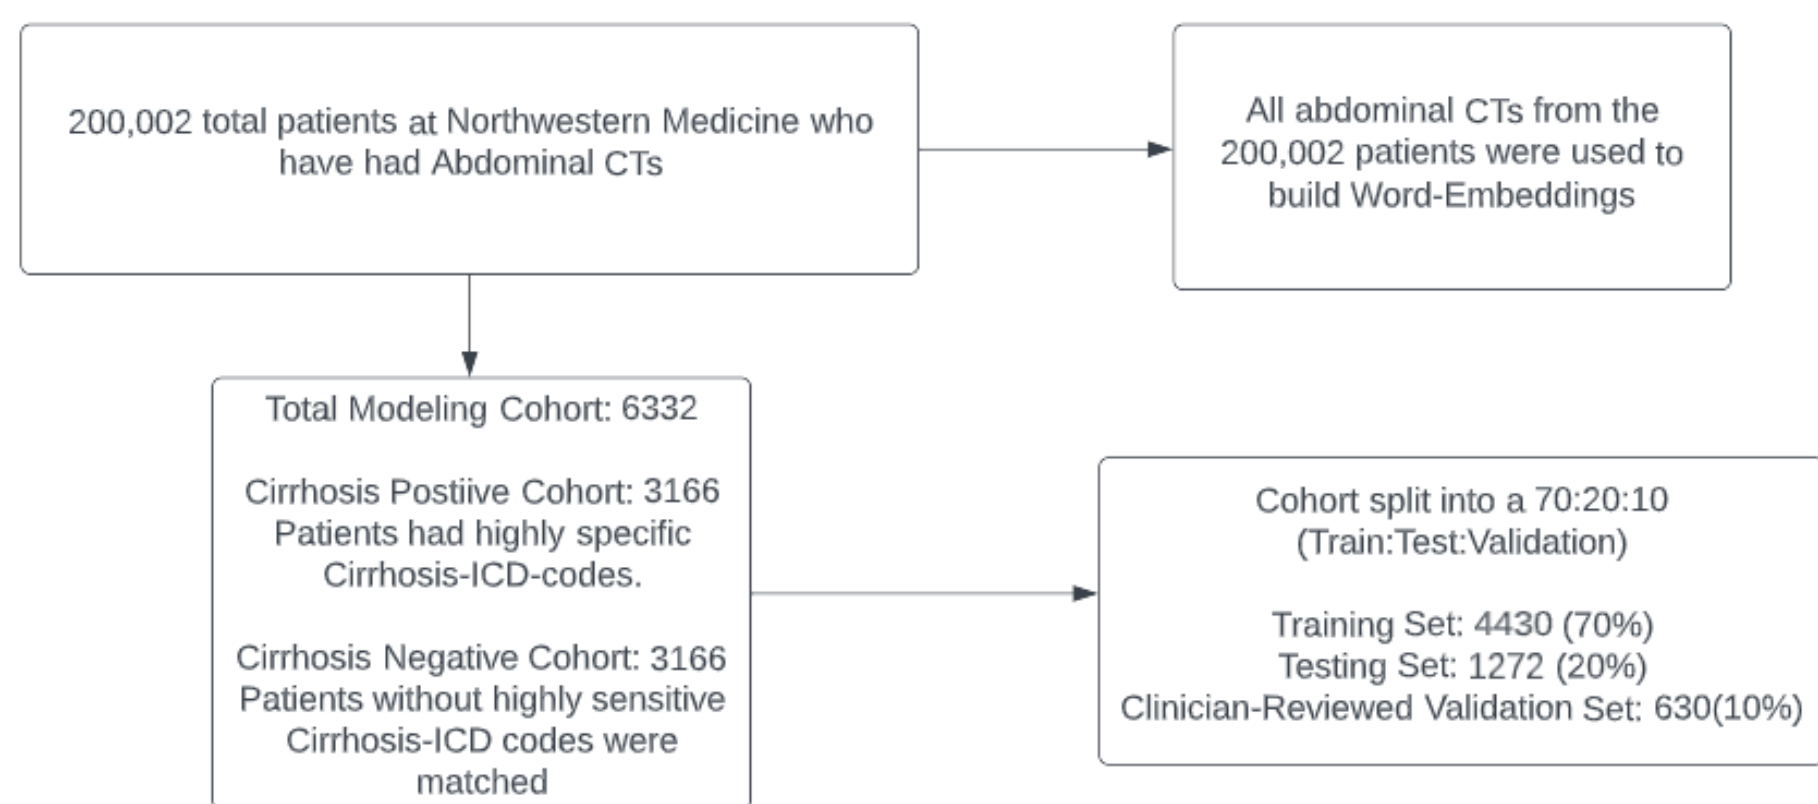 200,002 total patients at Northwestern Medicine who
have had Abdominal CTs
All abdominal CTs from the
200,002 patients were used to
build Word-Embeddings
Total Modeling Cohort: 6332
Cirrhosis Postiive Cohort: 3166
Patients had highly specific
Cirrhosis-ICD-codes.
Cirrhosis Negative Cohort: 3166
Patients without highly sensitive
Cirrhosis-ICD codes were
matched
Cohort split into a 70:20:10
(Train:Test:Validation)
Training Set: 4430 (70%)
Testing Set: 1272 (20%)
Clinician-Reviewed Validation Set: 630(10%)